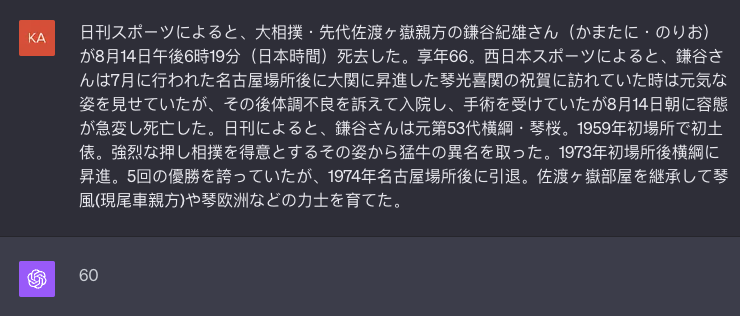 KA
日刊スポーツによると、大相撲・先代佐渡ヶ嶽親方の鎌谷紀雄さん（かまたに・のりお）
が8月14日午後6時19分（日本時間）死去した。享年66。西日本スポーツによると、鎌谷さ
んは7月に行われた名古屋場所後に大関に昇進した琴光喜関の祝賀に訪れていた時は元気な
姿を見せていたが、その後体調不良を訴えて入院し、手術を受けていたが8月14日朝に容態
が急変し死亡した。日刊によると、鎌谷さんは元第53代横綱・琴桜。1959年初場所で初土
俵。強烈な押し相撲を得意とするその姿から猛牛の異名を取った。1973年初場所後横綱に
昇進。5回の優勝を誇っていたが、1974年名古屋場所後に引退。佐渡ヶ嶽部屋を継承して琴
風(現尾車親方)や琴欧洲などの力士を育てた。
60